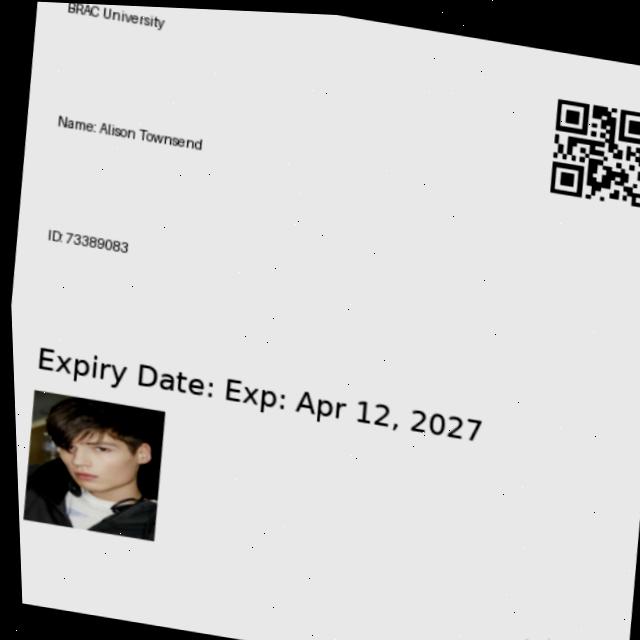 BRAC University
Name: Alison Townsend
ID: 73389083
Expiry Date: Exp: Apr 12, 2027